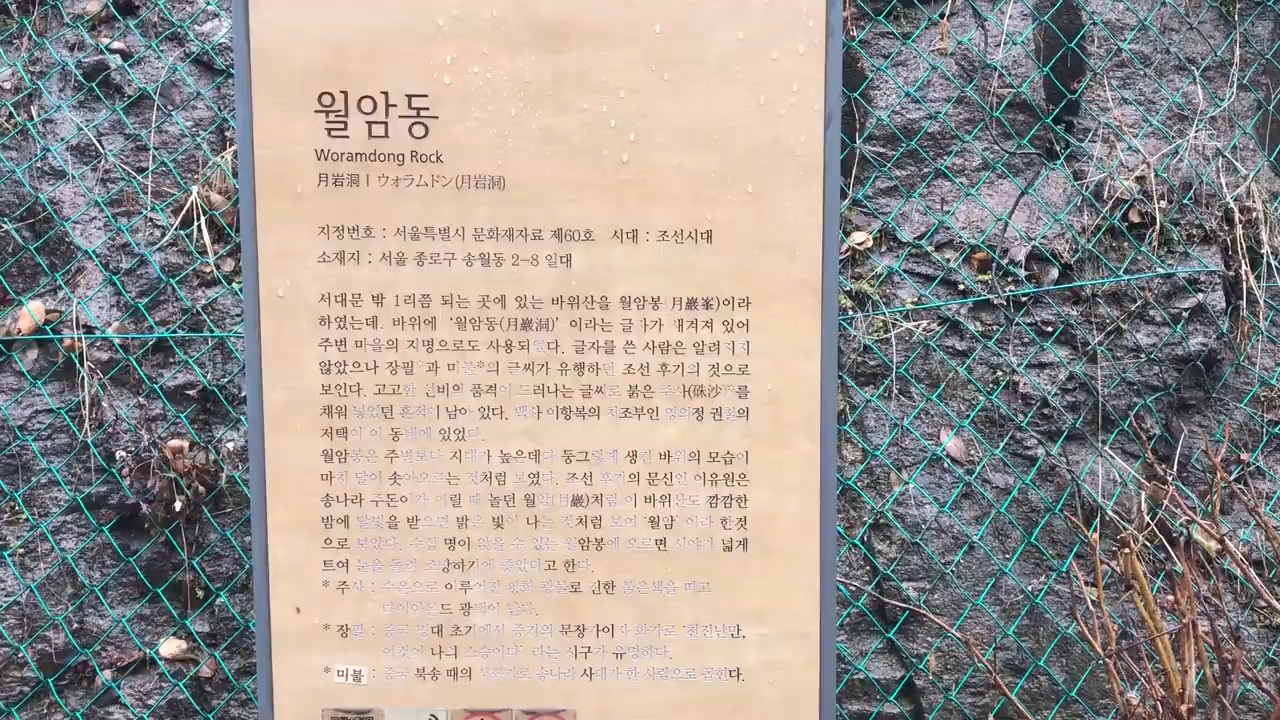 월암동
Woramdong Rock
月岩洞 | ウォラムドン(月岩洞)
지정번호 : 서울특별시 문화재자료 제60호 시대 : 조선시대
소재지 : 서울 종로구 송월동 2-8 일대
서대문 밖 1리쯤 되는 곳에 있는 바위산을 월암봉(月巖峯)이라
하였는데, 바위에 ‘월암동(月巖洞)’이라는 글자가 새겨져 있어
주변 마을의 지명으로도 사용되었다. 글자를 쓴 사람은 알려지지
않았으나 장필*과 미불*의 글씨가 유행하던 조선 후기의 것으로
보인다. 고고한 선비의 품격이 드러나는 글씨로 붉은 주사(硃沙)*를
채워 넣었던 흔적이 남아 있다. 백사 이항복의 처조부인 영의정 권철의
저택이 이 동네에 있었다.
월암봉은 주변보다 지대가 높은데다 둥그렇게 생긴 바위의 모습이
마치 달이 솟아오르는 것처럼 보였다. 조선 후기의 문신인 이유원은
송나라 주돈이가 어릴 때 놀던 월암(月巖)처럼 이 바위산도 깜깜한
밤에 달빛을 받으면 밝은 빛이 나는 것처럼 보여 ‘월암’이라 한것
으로 보았다. 수십 명이 앉을 수 있는 월암봉에 오르면 시야가 넓게
트여 눈을 돌려 조망하기에 좋았다고 한다.
* 주사 : 수은으로 이루어진 황화 광물로 진한 붉은색을 띠고
다이아몬드 광택이 난다.
* 장필 : 중국 명대 초기에서 중기의 문장가이자 화가로 ‘천진난만,
이것이 나의 스승이다’ 라는 시구가 유명하다.
* 미불 : 중국 북송 때의 서화가로 송나라 사대가 한 사람으로 꼽힌다.